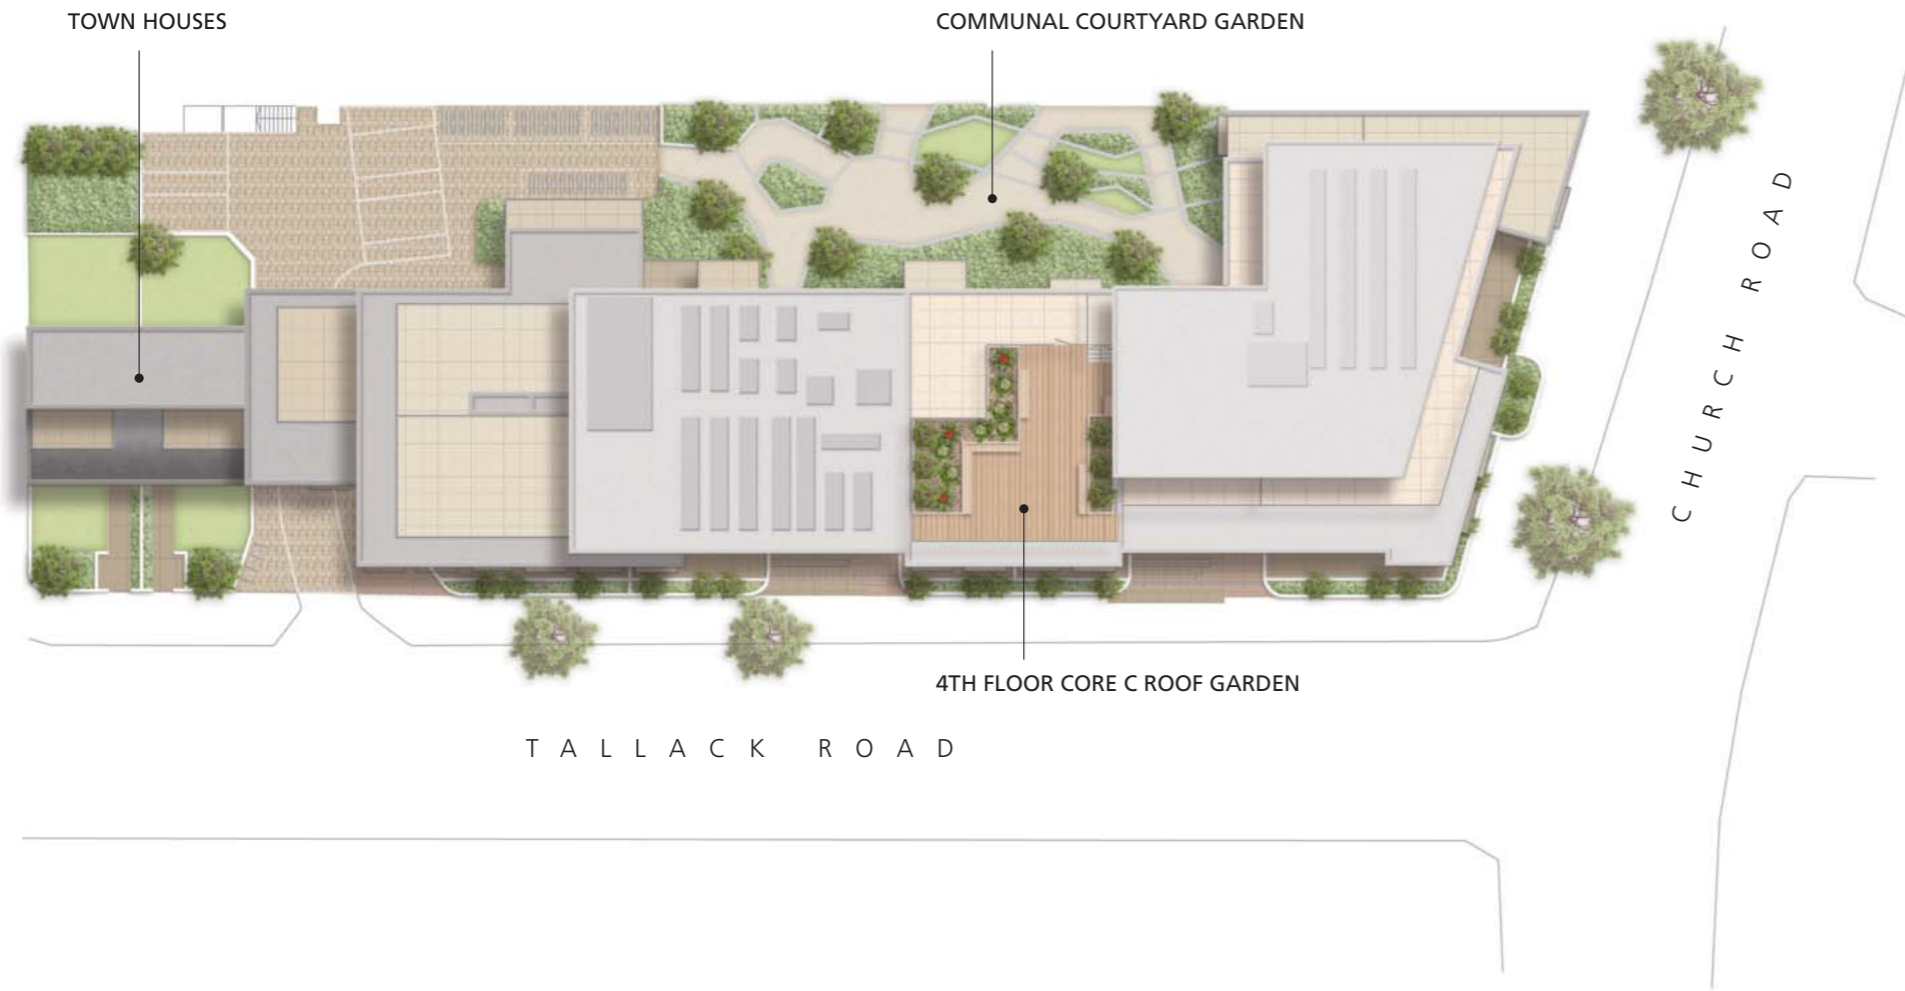 TOWN HOUSES
COMMUNAL COURTYARD GARDEN
CHURCH ROAD
4TH FLOOR CORE C ROOF GARDEN
TALLACK ROAD